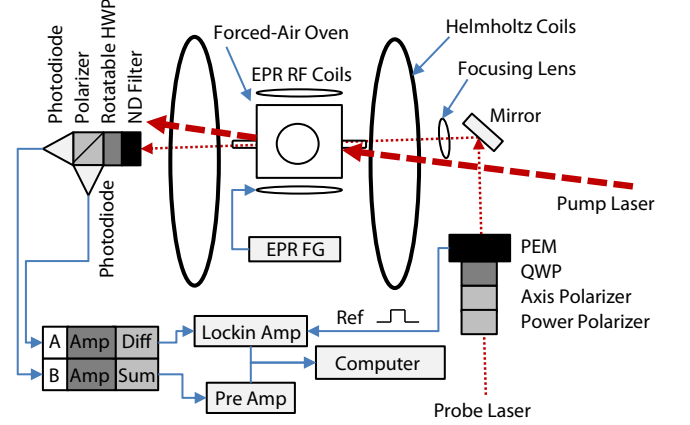 Forced-Air Oven
Helmholtz Coils
Focusing Lens
EPR RF Coils
Mirror
Photodiode
Polarizer
Rotatable HWP
ND Filter
Photodiode
Pump Laser
EPR FG
PEM
QWP
Axis Polarizer
Power Polarizer
Ref
A Amp Diff
B Amp Sum
Lockin Amp
Computer
Pre Amp
Probe Laser